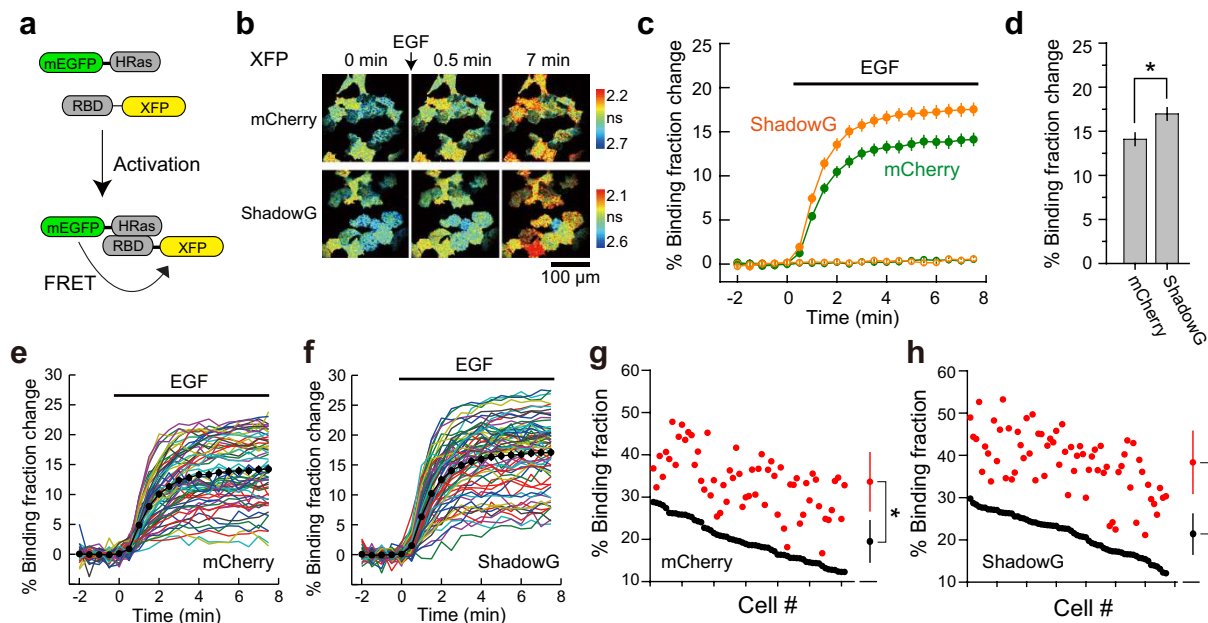 a
mEGFP HRas
RBD XFP
Activation
mEGFP HRas
RBD XFP
FRET
b
EGF
XFP 0 min 0.5 min 7 min
mCherry
2.2
ns
2.7
ShadowG
2.1
ns
2.6
100 µm
c
% Binding fraction change
25
20
15
10
5
0
EGF
ShadowG
mCherry
-2 0 2 4 6 8
Time (min)
d
% Binding fraction change
25
20
15
10
5
0
*
mCherry
ShadowG
e
% Binding fraction change
30
25
20
15
10
5
0
EGF
mCherry
-2 0 2 4 6 8
Time (min)
f
% Binding fraction change
30
25
20
15
10
5
0
EGF
ShadowG
-2 0 2 4 6 8
Time (min)
g
% Binding fraction
60
50
40
30
20
10
*
mCherry
Cell #
h
% Binding fraction
60
50
40
30
20
10
ShadowG
Cell #